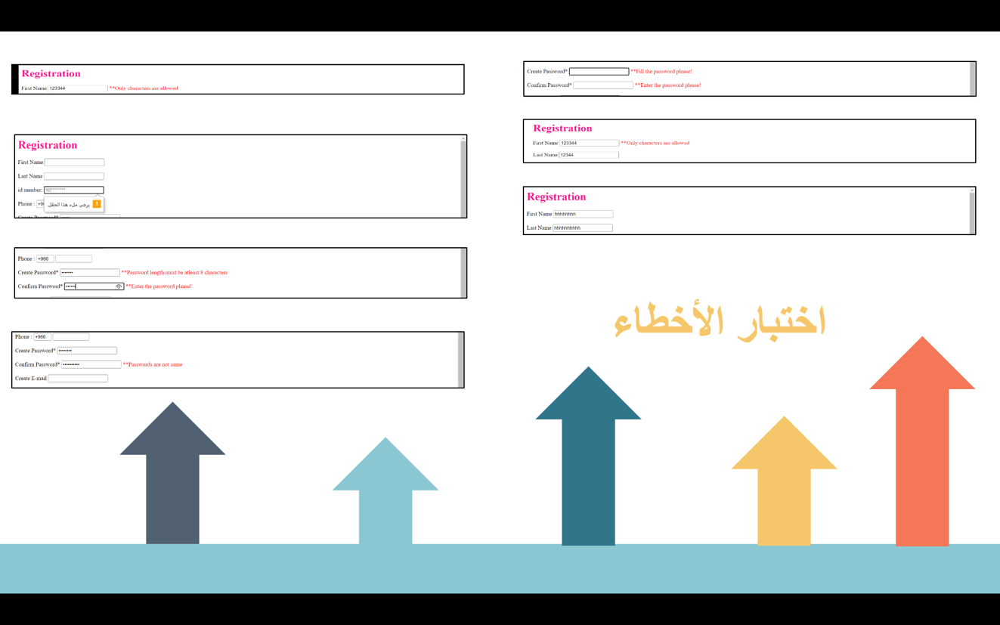 Registration
First Name 123344 **Only characters are allowed
Registration
First Name
Last Name
id number: 10********
Phone : +96
يرجى ملء هذا الحقل.
Create Password* •••••
Phone : +966
Create Password* ••••••• **Password length must be atleast 8 characters
Confirm Password* •••••• **Enter the password please!
Phone : +966
Create Password* ••••••••
Confirm Password* •••••••••• **Passwords are not same
Create E-mail
Create Password* **Fill the password please!
Confirm Password* **Enter the password please!
Registration
First Name 123344 **Only characters are allowed
Last Name 12344
Registration
First Name hhhhhhhh
Last Name hhhhhhhhhh
اختبار الأخطاء